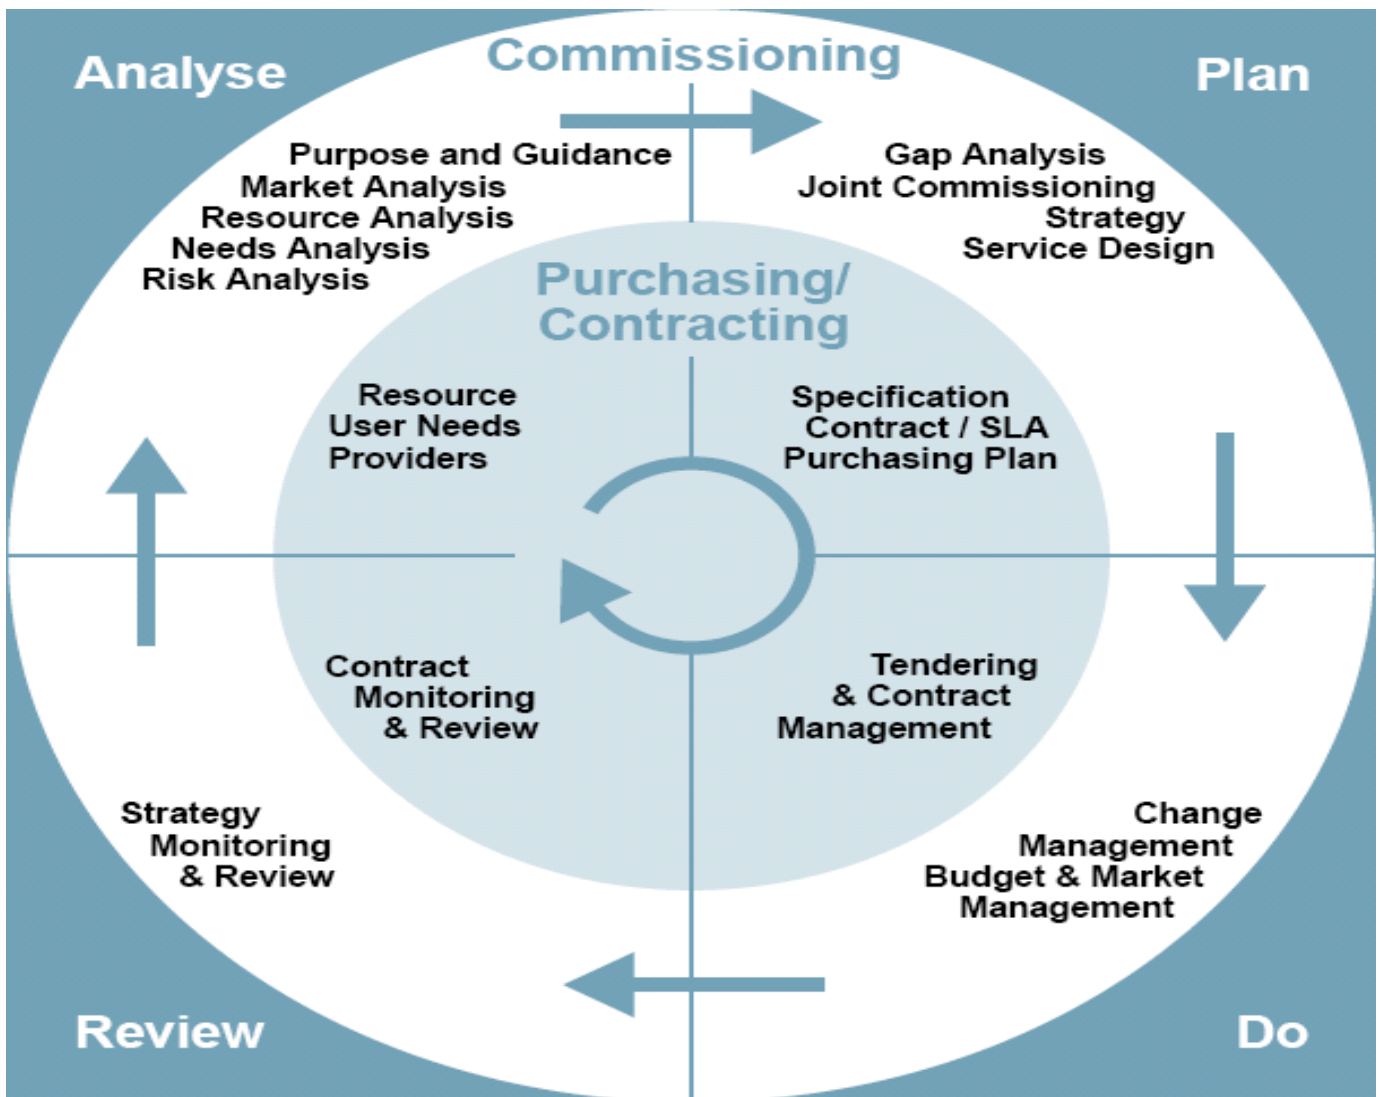 Analyse
Commissioning
Plan
Purpose and Guidance
Market Analysis
Resource Analysis
Needs Analysis
Risk Analysis
Gap Analysis
Joint Commissioning
Strategy
Service Design
Purchasing/
Contracting
Resource
User Needs
Providers
Specification
Contract / SLA
Purchasing Plan
Contract
Monitoring
& Review
Tendering
& Contract
Management
Strategy
Monitoring
& Review
Change
Management
Budget & Market
Management
Review
Do